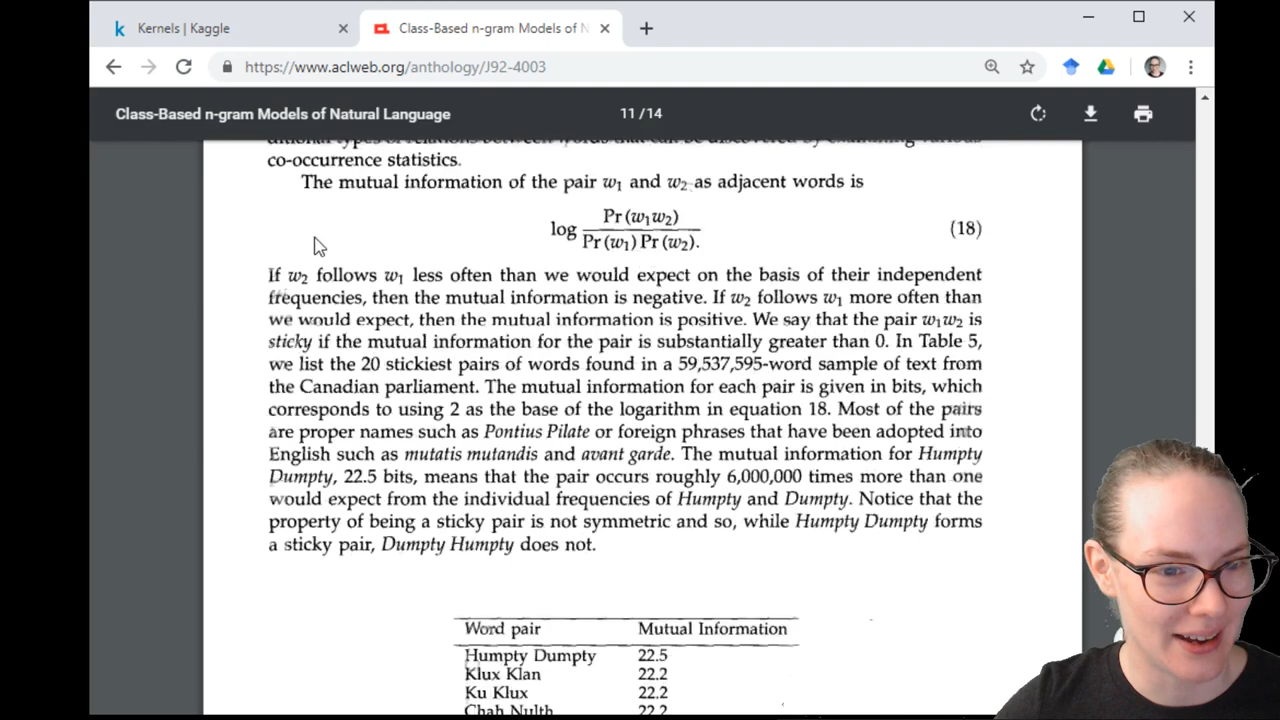 Kernels | Kaggle
Class-Based n-gram Models of N
https://www.aclweb.org/anthology/J92-4003
Class-Based n-gram Models of Natural Language
11 / 14
ditional types of relations between words that can be discovered by examining various
co-occurrence statistics.
The mutual information of the pair w₁ and w₂ as adjacent words is
log Pr (w₁w₂) / Pr (w₁) Pr (w₂). (18)
If w₂ follows w₁ less often than we would expect on the basis of their independent
frequencies, then the mutual information is negative. If w₂ follows w₁ more often than
we would expect, then the mutual information is positive. We say that the pair w₁w₂ is
sticky if the mutual information for the pair is substantially greater than 0. In Table 5,
we list the 20 stickiest pairs of words found in a 59,537,595-word sample of text from
the Canadian parliament. The mutual information for each pair is given in bits, which
corresponds to using 2 as the base of the logarithm in equation 18. Most of the pairs
are proper names such as Pontius Pilate or foreign phrases that have been adopted into
English such as mutatis mutandis and avant garde. The mutual information for Humpty
Dumpty, 22.5 bits, means that the pair occurs roughly 6,000,000 times more than one
would expect from the individual frequencies of Humpty and Dumpty. Notice that the
property of being a sticky pair is not symmetric and so, while Humpty Dumpty forms
a sticky pair, Dumpty Humpty does not.
Word pair Mutual Information
Humpty Dumpty 22.5
Klux Klan 22.2
Ku Klux 22.2
Chah Nulth 22.2